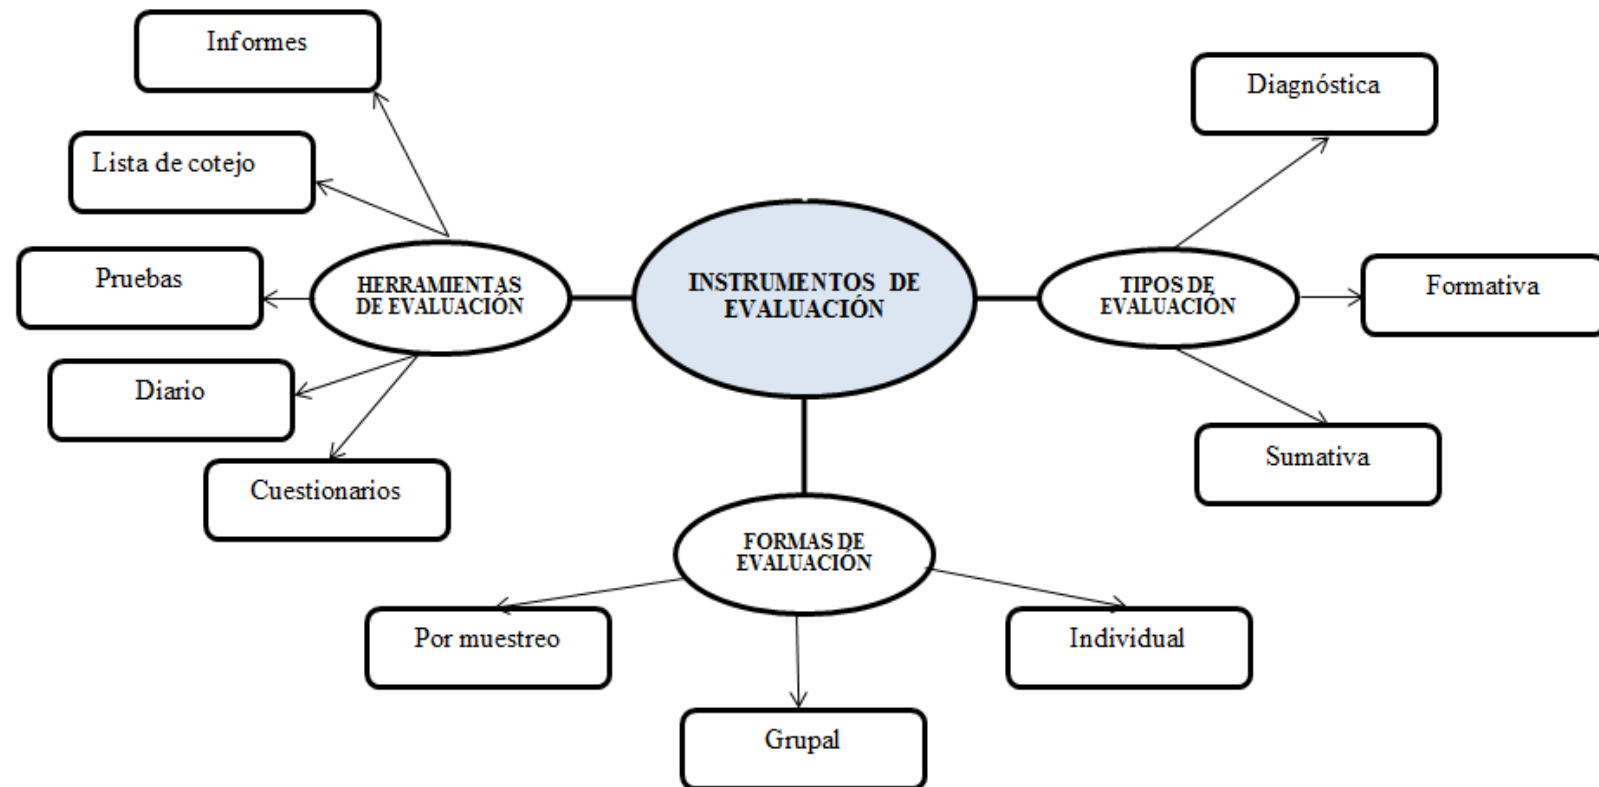 Informes
Diagnóstica
Lista de cotejo
Pruebas
HERRAMIENTAS
DE EVALUACIÓN
INSTRUMENTOS DE
EVALUACIÓN
TIPOS DE
EVALUACIÓN
Formativa
Diario
Sumativa
Cuestionarios
FORMAS DE
EVALUACIÓN
Por muestreo
Individual
Grupal